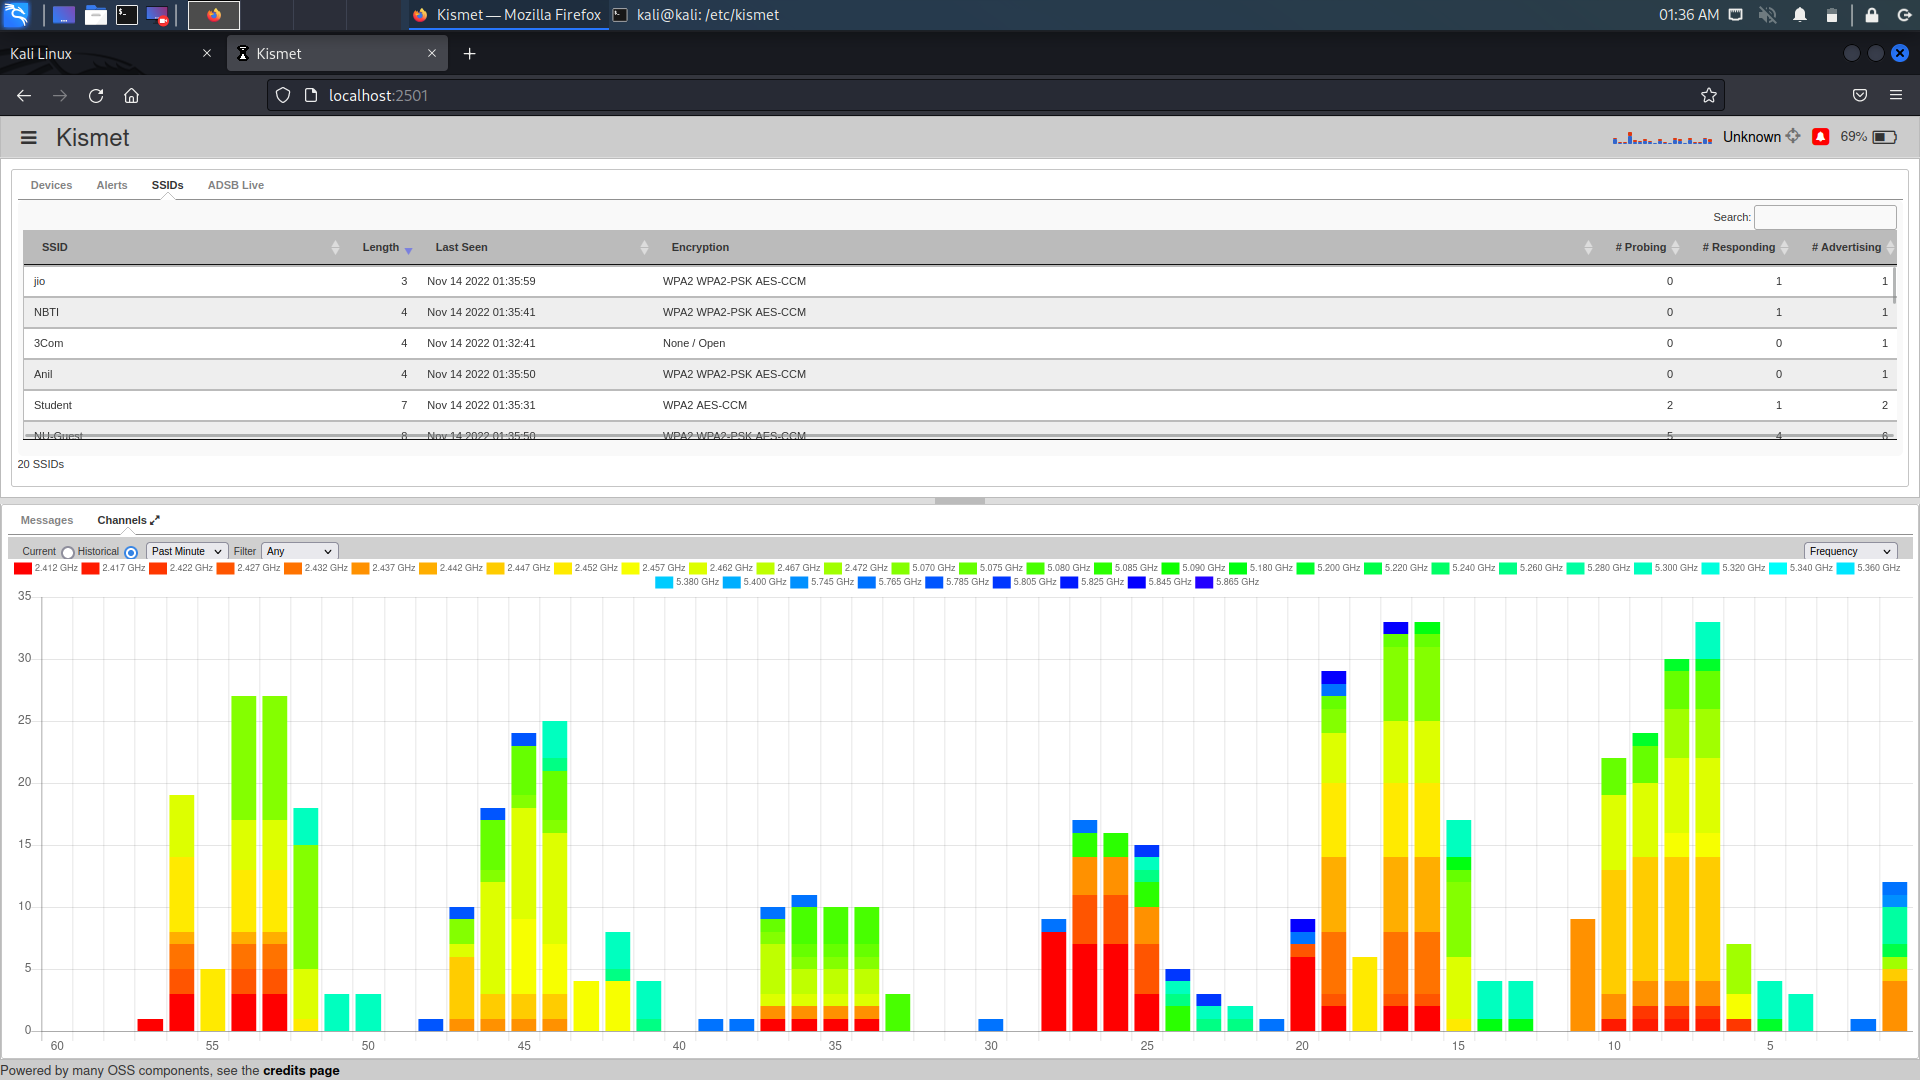 Kismet — Mozilla Firefox
kali@kali: /etc/kismet
01:36 AM
Kali Linux
Kismet
localhost:2501
Kismet
Unknown
69%
Devices Alerts SSIDs ADSB Live
Search:
SSID Length Last Seen Encryption # Probing # Responding # Advertising
jio 3 Nov 14 2022 01:35:59 WPA2 WPA2-PSK AES-CCM 0 1 1
NBTI 4 Nov 14 2022 01:35:41 WPA2 WPA2-PSK AES-CCM 0 1 1
3Com 4 Nov 14 2022 01:32:41 None / Open 0 0 1
Anil 4 Nov 14 2022 01:35:50 WPA2 WPA2-PSK AES-CCM 0 0 1
Student 7 Nov 14 2022 01:35:31 WPA2 AES-CCM 2 1 2
NU-Guest 8 Nov 14 2022 01:35:50 WPA2 WPA2-PSK AES-CCM 5 4 6
20 SSIDs
Messages Channels
Current Historical Past Minute Filter Any Frequency
2.412 GHz 2.417 GHz 2.422 GHz 2.427 GHz 2.432 GHz 2.437 GHz 2.442 GHz 2.447 GHz 2.452 GHz 2.457 GHz 2.462 GHz 2.467 GHz 2.472 GHz 5.070 GHz 5.075 GHz 5.080 GHz 5.085 GHz 5.090 GHz 5.180 GHz 5.200 GHz 5.220 GHz 5.240 GHz 5.260 GHz 5.280 GHz 5.300 GHz 5.320 GHz 5.340 GHz 5.360 GHz
5.380 GHz 5.400 GHz 5.745 GHz 5.765 GHz 5.785 GHz 5.805 GHz 5.825 GHz 5.845 GHz 5.865 GHz
35
30
25
20
15
10
5
0
60 55 50 45 40 35 30 25 20 15 10 5
Powered by many OSS components, see the credits page